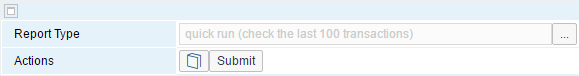 Report Type quick run (check the last 100 transactions) ...
Actions Submit